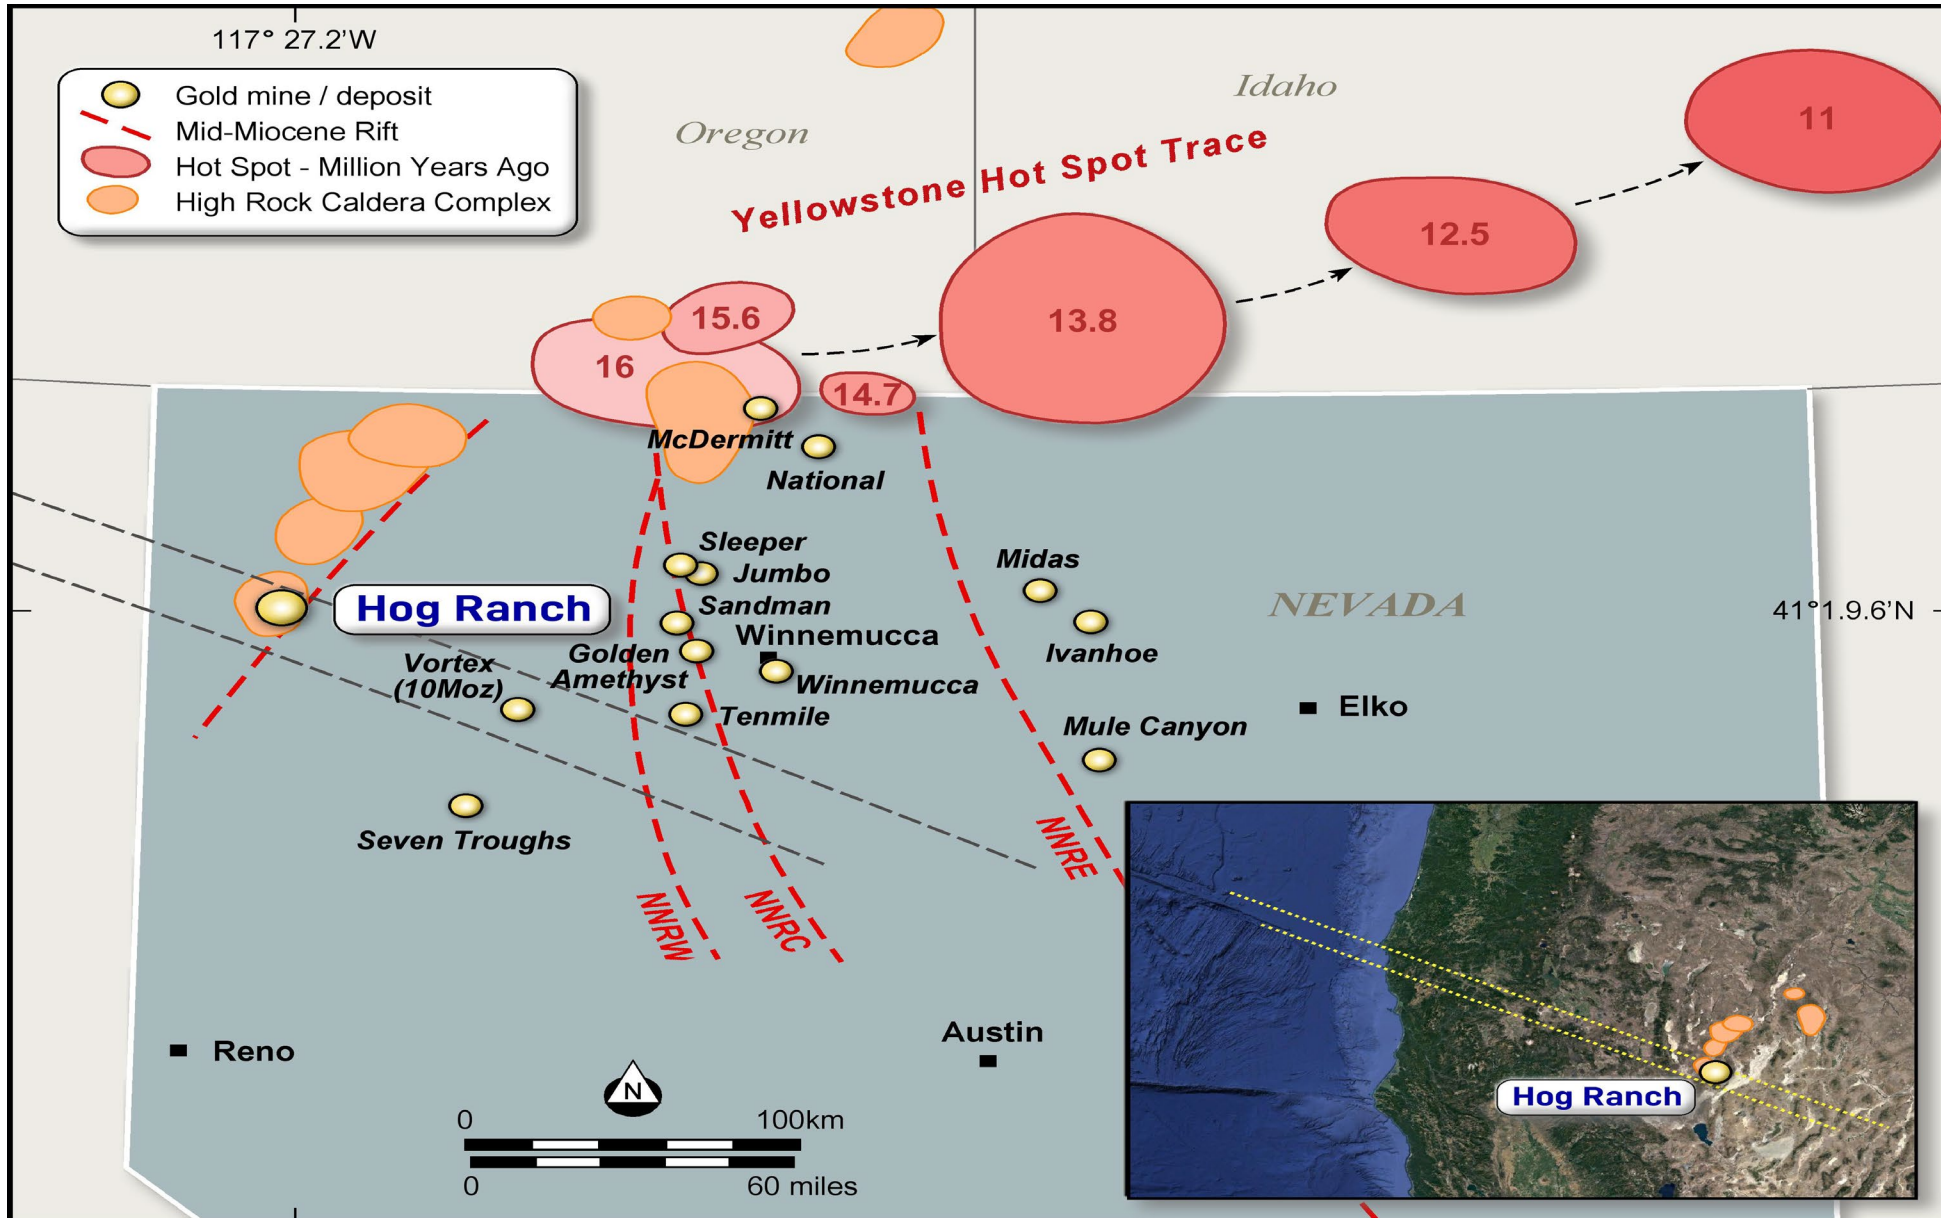 117° 27.2'W
Gold mine / deposit
Mid-Miocene Rift
Hot Spot - Million Years Ago
High Rock Caldera Complex
Oregon
Idaho
Yellowstone Hot Spot Trace
11
12.5
13.8
15.6
16
14.7
McDermitt
National
Sleeper
Jumbo
Sandman
Winnemucca
Golden
Amethyst
Winnemucca
Tenmile
Hog Ranch
Vortex
(10Moz)
Seven Troughs
Midas
Ivanhoe
NEVADA
41°1.9.6'N
Elko
Mule Canyon
NNRE
NNRW
NNRC
Reno
Austin
N
0
100km
0
60 miles
Hog Ranch